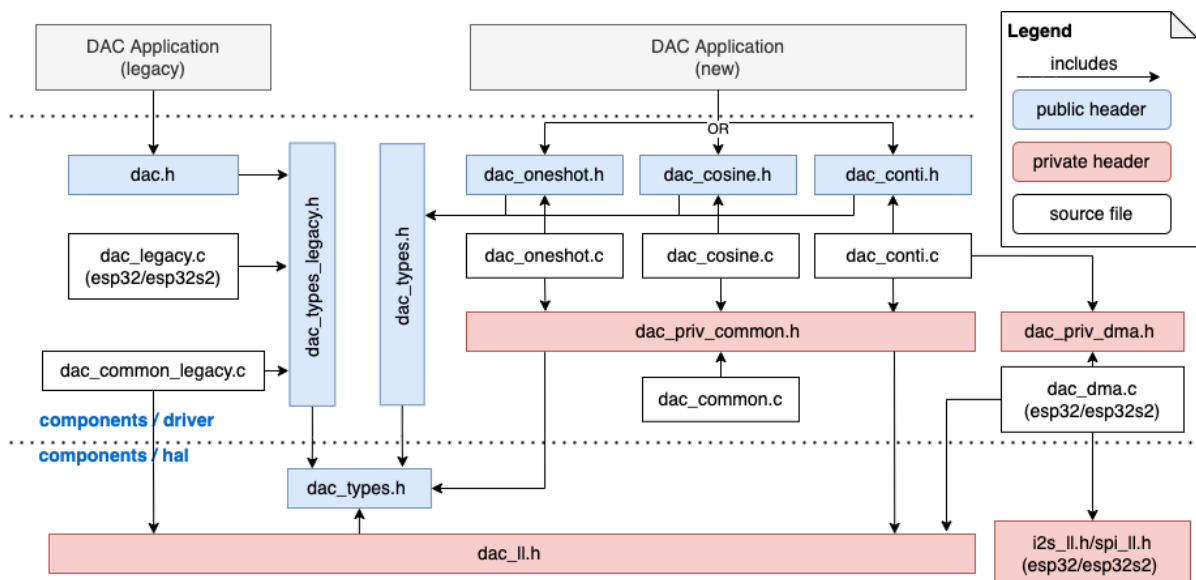 DAC Application
(legacy)
DAC Application
(new)
Legend
includes
public header
private header
source file
OR
dac.h
dac_types_legacy.h
dac_types.h
dac_oneshot.h
dac_cosine.h
dac_conti.h
dac_legacy.c
(esp32/esp32s2)
dac_oneshot.c
dac_cosine.c
dac_conti.c
dac_priv_common.h
dac_priv_dma.h
dac_common_legacy.c
dac_common.c
dac_dma.c
(esp32/esp32s2)
components / driver
components / hal
dac_types.h
dac_ll.h
i2s_ll.h/spi_ll.h
(esp32/esp32s2)